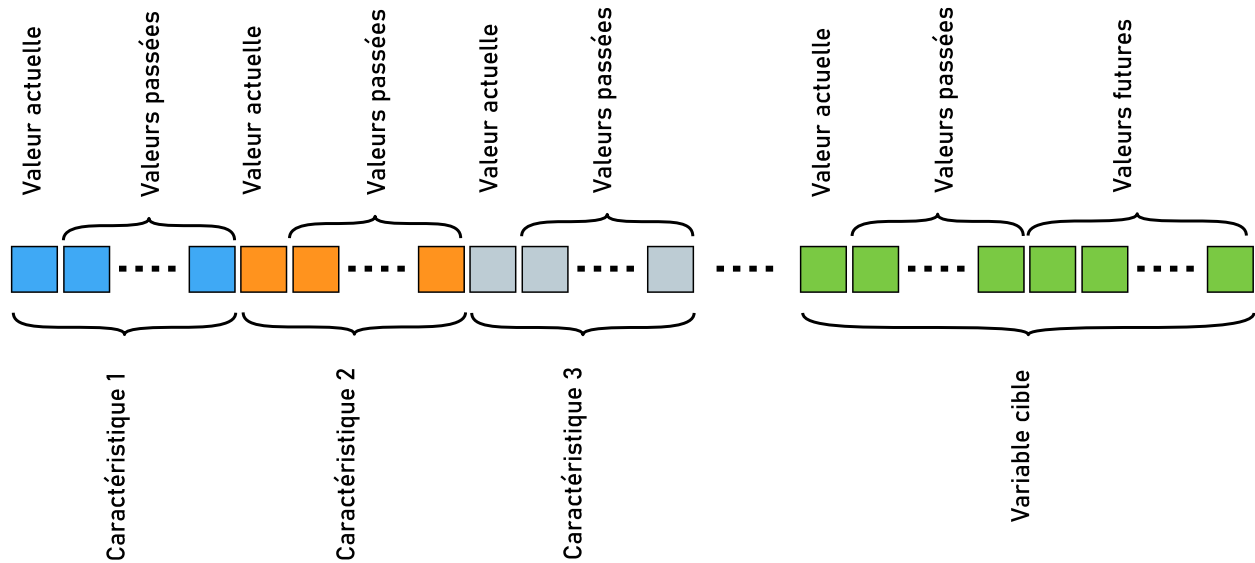 Valeur actuelle
Valeurs passées
Valeur actuelle
Valeurs passées
Valeur actuelle
Valeurs passées
Valeur actuelle
Valeurs passées
Valeurs futures
Caractéristique 1
Caractéristique 2
Caractéristique 3
Variable cible